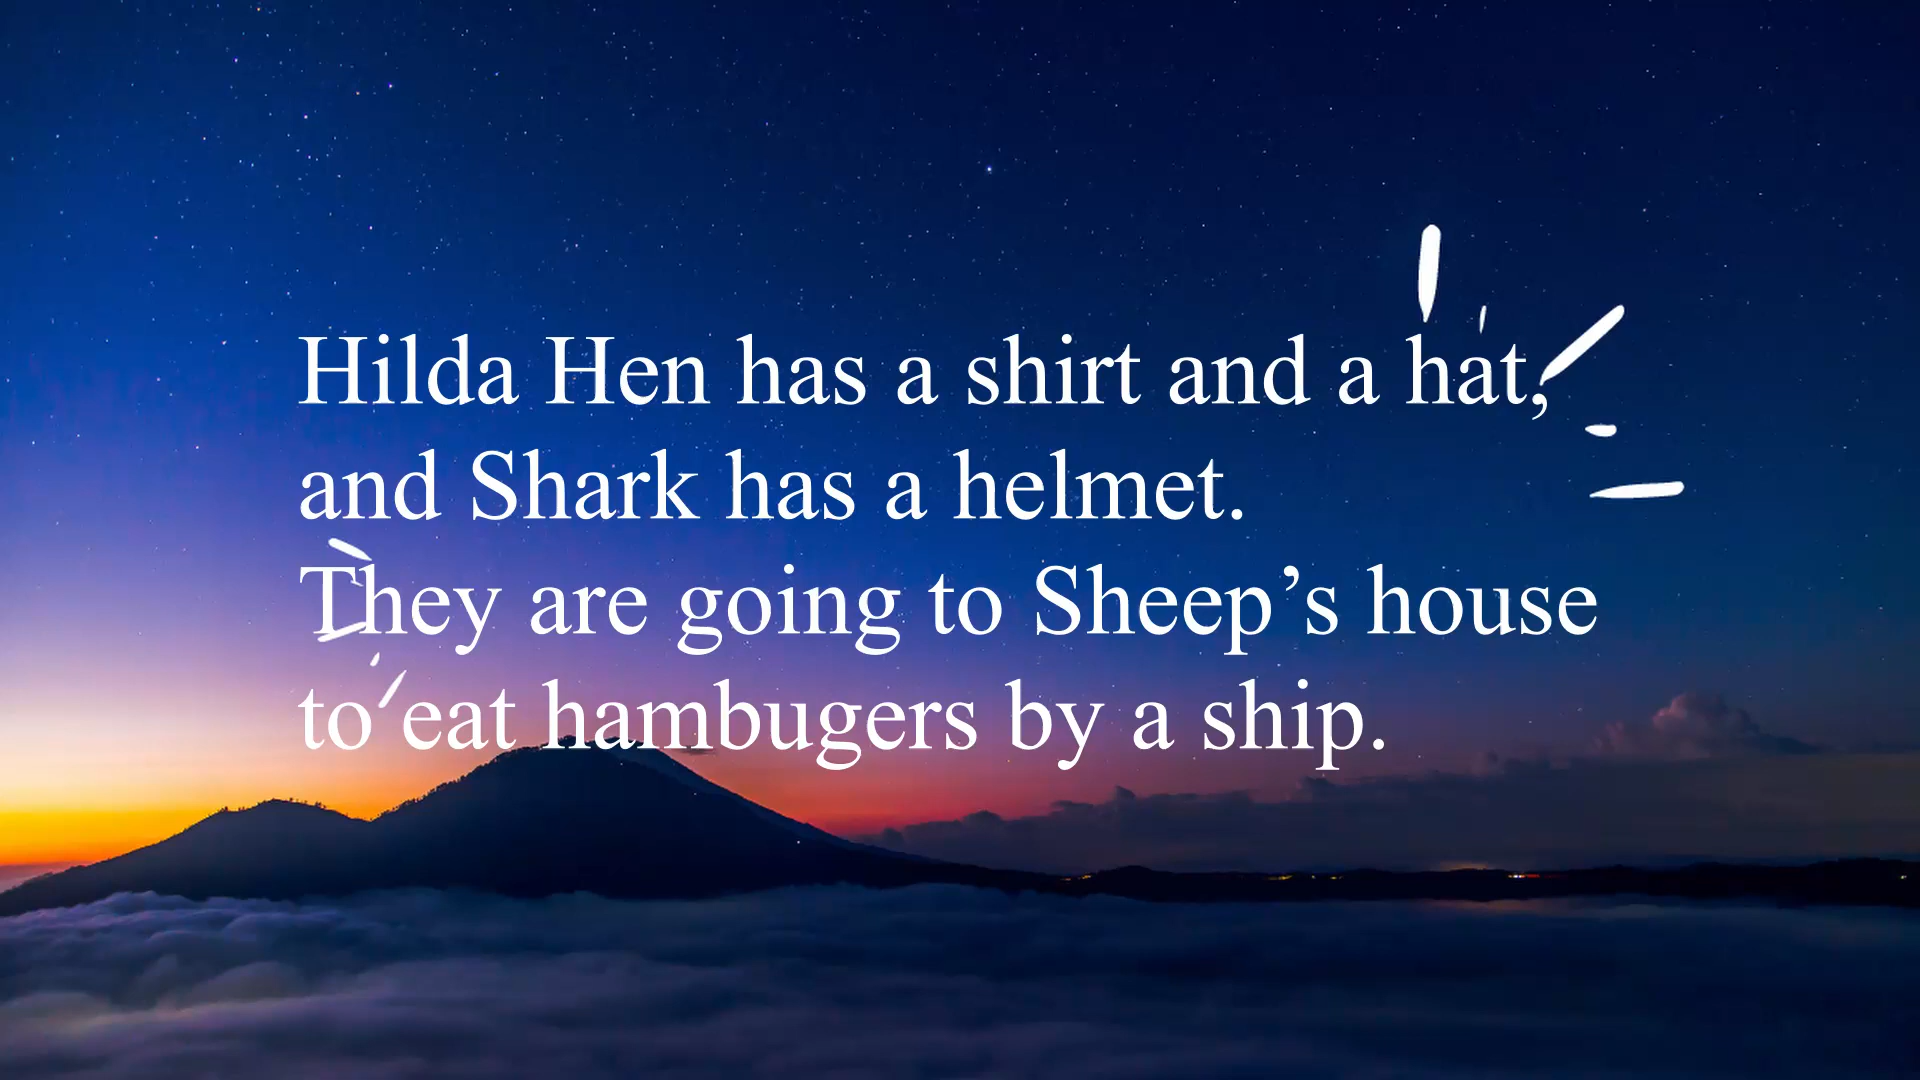 Hilda Hen has a shirt and a hat,
and Shark has a helmet.
They are going to Sheep’s house
to eat hambugers by a ship.